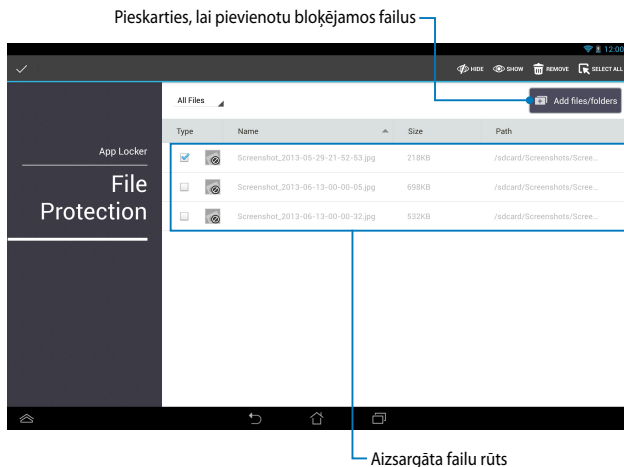 Pieskarties, lai pievienotu bloķējamos failus
12:00
HIDE SHOW REMOVE SELECT ALL
All Files
Add files/folders
Type Name Size Path
App Locker
File
Protection
Screenshot_2013-05-29-21-52-53.jpg 218KB /sdcard/Screenshots/Scree...
Screenshot_2013-06-13-00-00-05.jpg 698KB /sdcard/Screenshots/Scree...
Screenshot_2013-06-13-00-00-32.jpg 532KB /sdcard/Screenshots/Scree...
Aizsargāta failu rūts